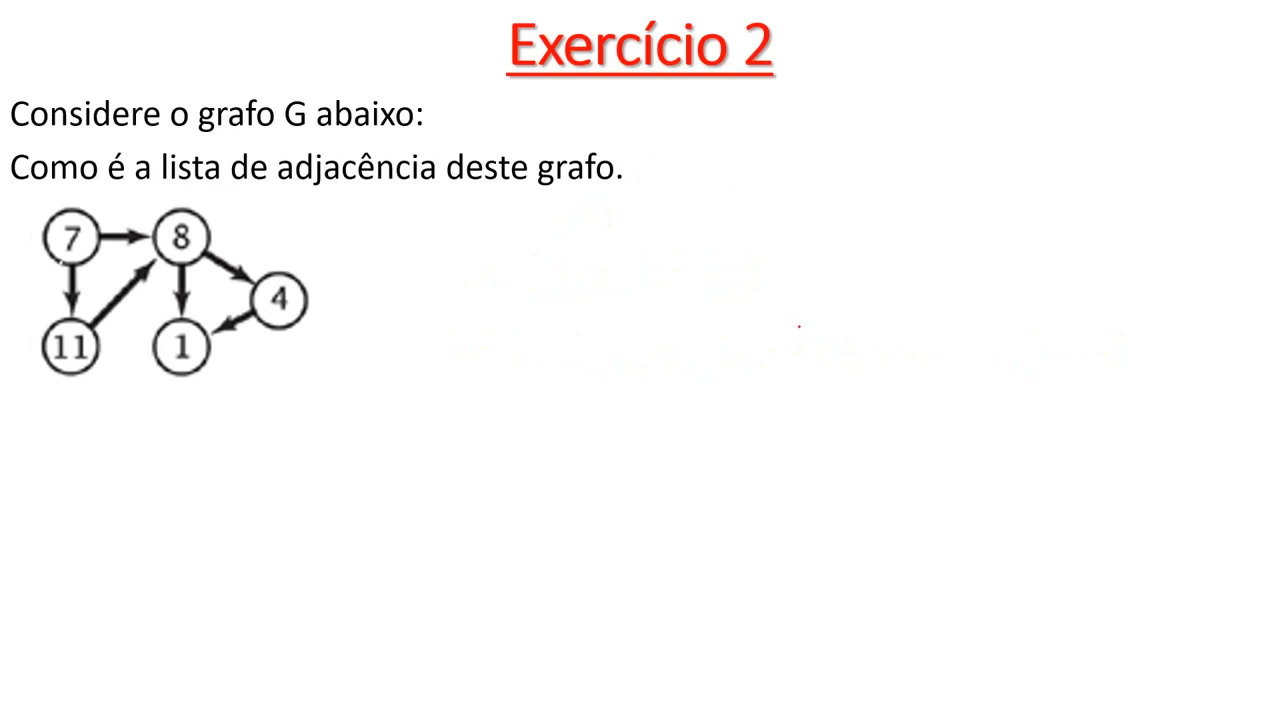 Exercício 2
Considere o grafo G abaixo:
Como é a lista de adjacência deste grafo.
7 8
4
11 1